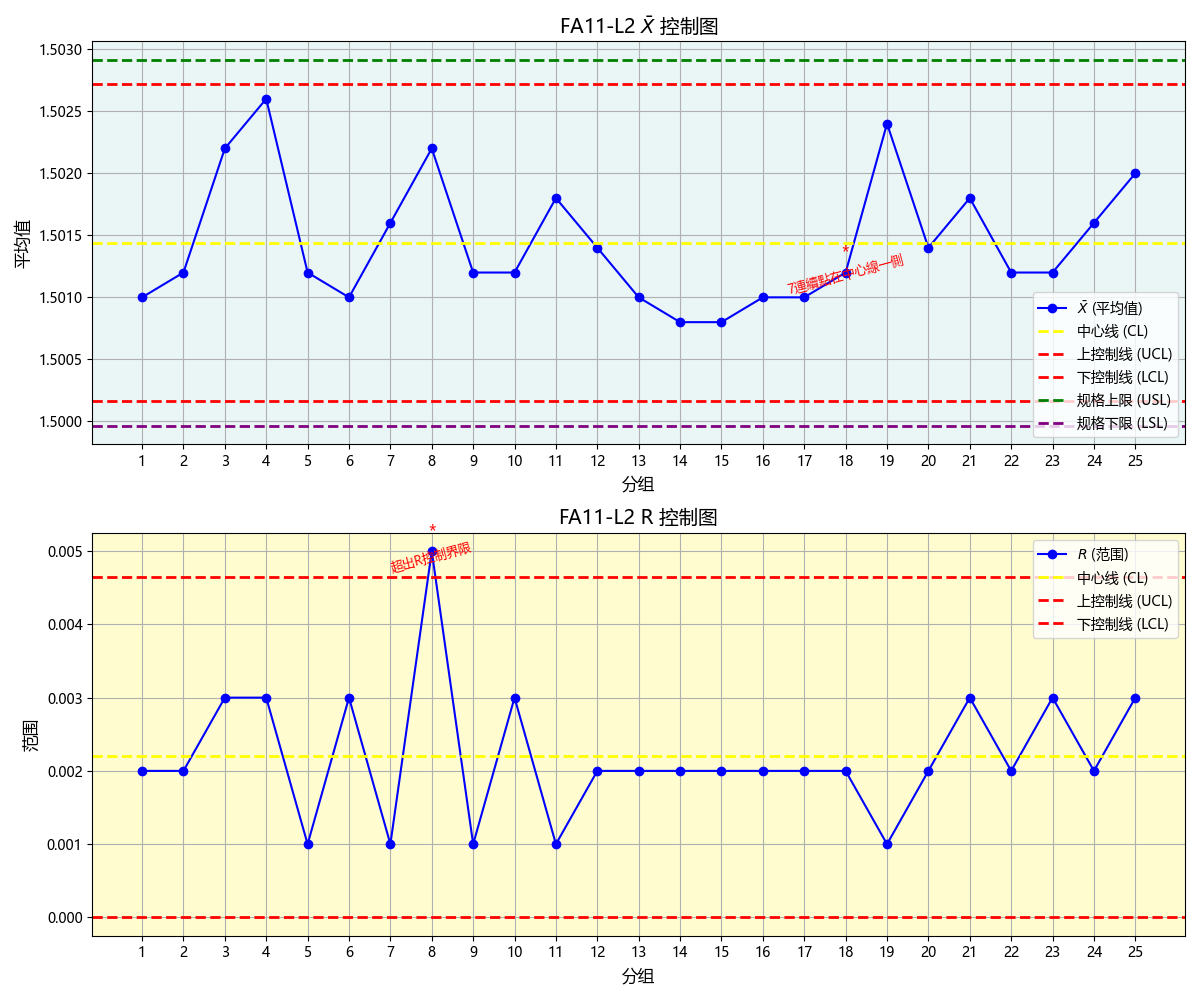 FA11-L2 X̄ 控制图
平均值
1.5030
1.5025
1.5020
1.5015
1.5010
1.5005
1.5000
*
7連續點在中心線一側
X̄ (平均值)
中心线 (CL)
上控制线 (UCL)
下控制线 (LCL)
规格上限 (USL)
规格下限 (LSL)
1 2 3 4 5 6 7 8 9 10 11 12 13 14 15 16 17 18 19 20 21 22 23 24 25
分组
FA11-L2 R 控制图
范围
0.005
0.004
0.003
0.002
0.001
0.000
*
超出R控制界限
R (范围)
中心线 (CL)
上控制线 (UCL)
下控制线 (LCL)
1 2 3 4 5 6 7 8 9 10 11 12 13 14 15 16 17 18 19 20 21 22 23 24 25
分组